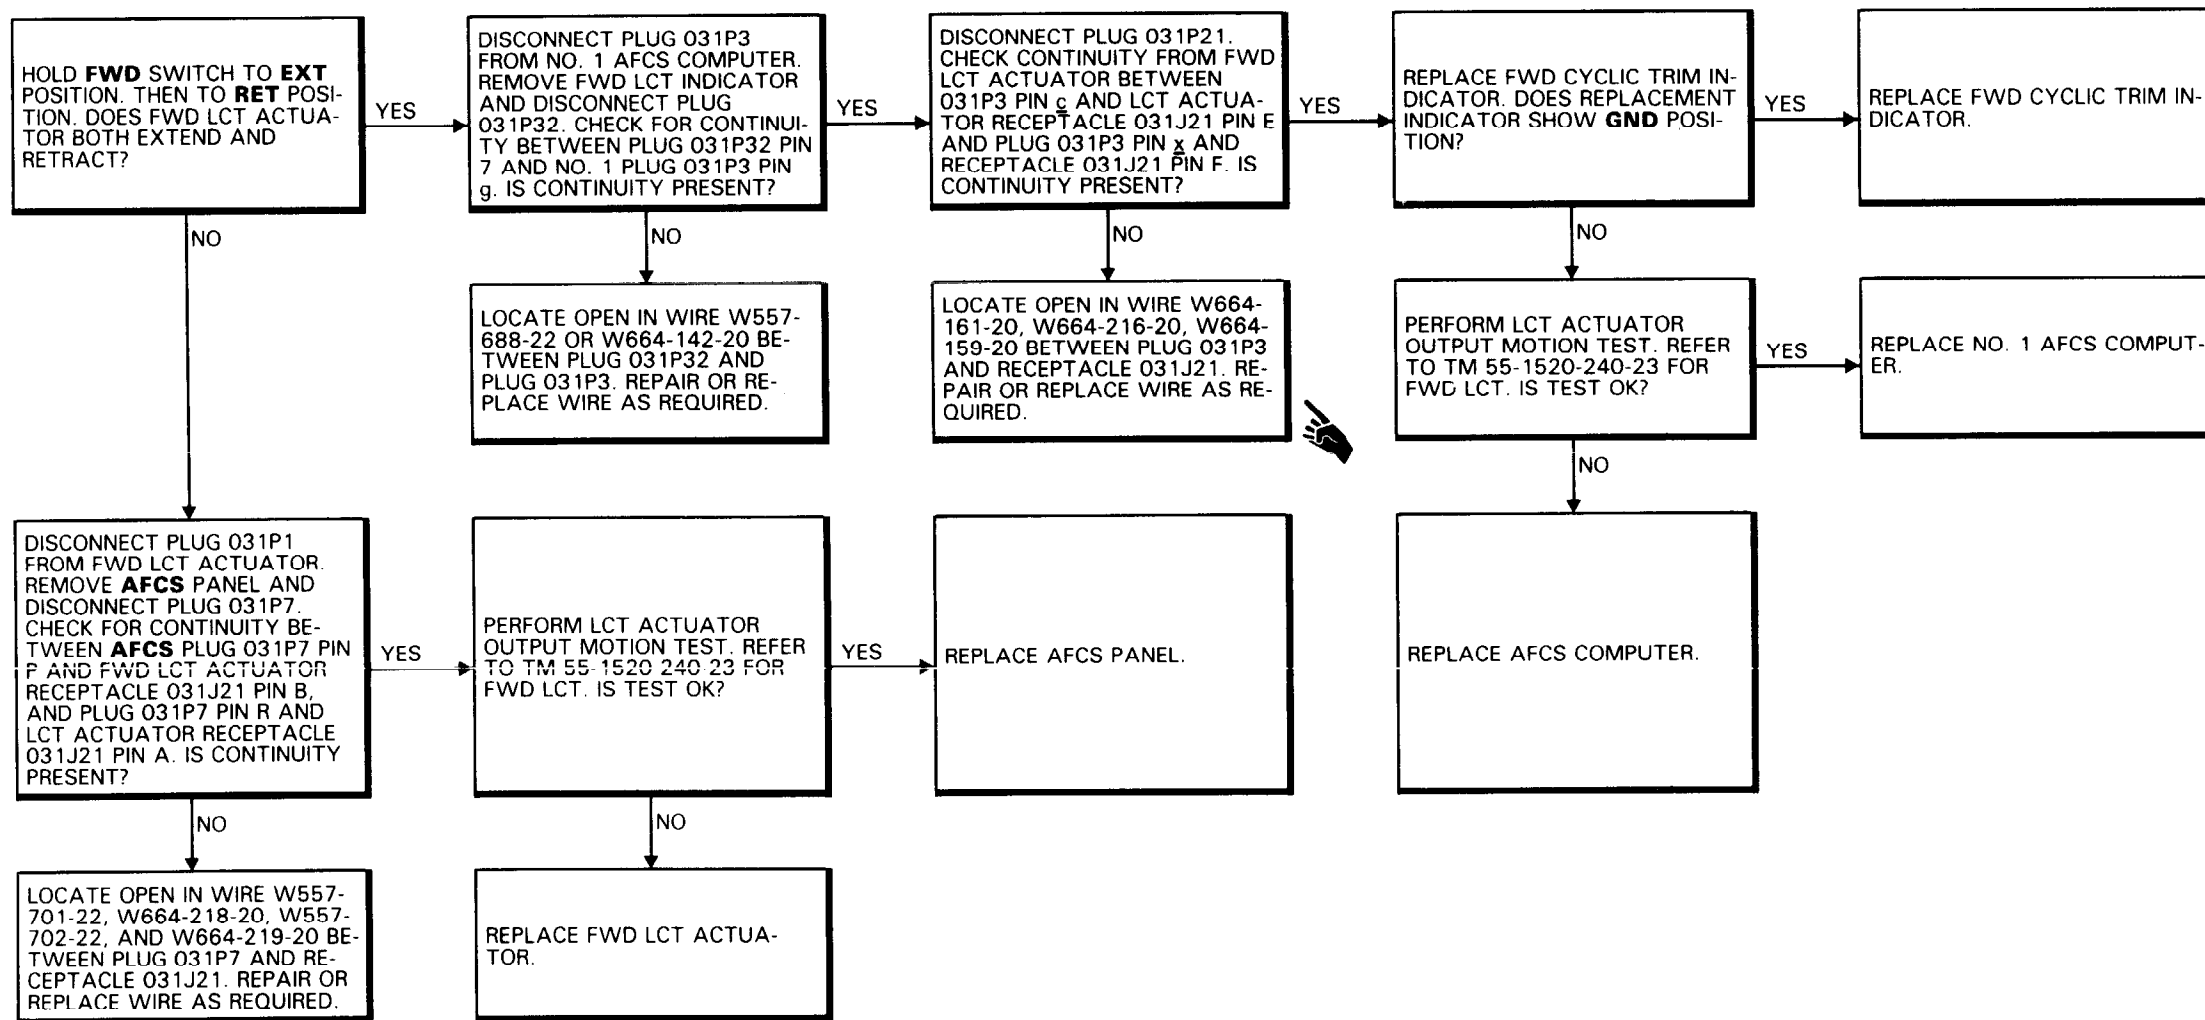 HOLD FWD SWITCH TO EXT
POSITION. THEN TO RET POSI-
TION. DOES FWD LCT ACTUA-
TOR BOTH EXTEND AND
RETRACT?
YES
DISCONNECT PLUG 031P3
FROM NO. 1 AFCS COMPUTER.
REMOVE FWD LCT INDICATOR
AND DISCONNECT PLUG
031P32. CHECK FOR CONTINUI-
TY BETWEEN PLUG 031P32 PIN
7 AND NO. 1 PLUG 031P3 PIN
g. IS CONTINUITY PRESENT?
YES
DISCONNECT PLUG 031P21.
CHECK CONTINUITY FROM FWD
LCT ACTUATOR BETWEEN
031P3 PIN c AND LCT ACTUA-
TOR RECEPTACLE 031J21 PIN E
AND PLUG 031P3 PIN x AND
RECEPTACLE 031J21 PIN F. IS
CONTINUITY PRESENT?
YES
REPLACE FWD CYCLIC TRIM IN-
DICATOR. DOES REPLACEMENT
INDICATOR SHOW GND POSI-
TION?
YES
REPLACE FWD CYCLIC TRIM IN-
DICATOR.
NO
NO
NO
NO
LOCATE OPEN IN WIRE W557-
688-22 OR W664-142-20 BE-
TWEEN PLUG 031P32 AND
PLUG 031P3. REPAIR OR RE-
PLACE WIRE AS REQUIRED.
LOCATE OPEN IN WIRE W664-
161-20, W664-216-20, W664-
159-20 BETWEEN PLUG 031P3
AND RECEPTACLE 031J21. RE-
PAIR OR REPLACE WIRE AS RE-
QUIRED.
PERFORM LCT ACTUATOR
OUTPUT MOTION TEST. REFER
TO TM 55-1520-240-23 FOR
FWD LCT. IS TEST OK?
YES
REPLACE NO. 1 AFCS COMPUT-
ER.
NO
DISCONNECT PLUG 031P1
FROM FWD LCT ACTUATOR.
REMOVE AFCS PANEL AND
DISCONNECT PLUG 031P7.
CHECK FOR CONTINUITY BE-
TWEEN AFCS PLUG 031P7 PIN
P AND FWD LCT ACTUATOR
RECEPTACLE 031J21 PIN B,
AND PLUG 031P7 PIN R AND
LCT ACTUATOR RECEPTACLE
031J21 PIN A. IS CONTINUITY
PRESENT?
YES
PERFORM LCT ACTUATOR
OUTPUT MOTION TEST. REFER
TO TM 55-1520-240-23 FOR
FWD LCT. IS TEST OK?
YES
REPLACE AFCS PANEL.
REPLACE AFCS COMPUTER.
NO
NO
LOCATE OPEN IN WIRE W557-
701-22, W664-218-20, W557-
702-22, AND W664-219-20 BE-
TWEEN PLUG 031P7 AND RE-
CEPTACLE 031J21. REPAIR OR
REPLACE WIRE AS REQUIRED.
REPLACE FWD LCT ACTUA-
TOR.